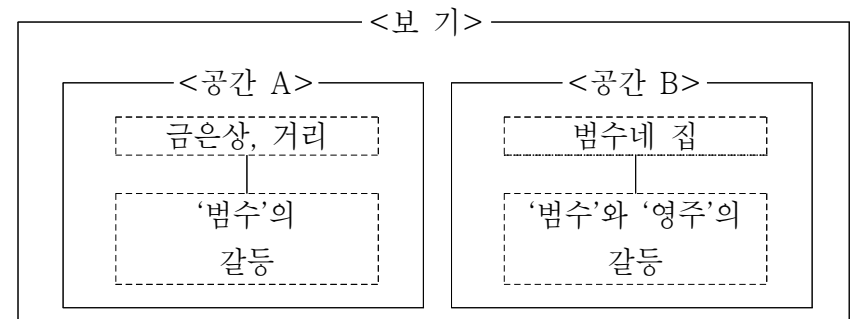 <보 기>
<공간 A>
금은상, 거리
‘범수’의
갈등
<공간 B>
범수네 집
‘범수’와 ‘영주’의
갈등